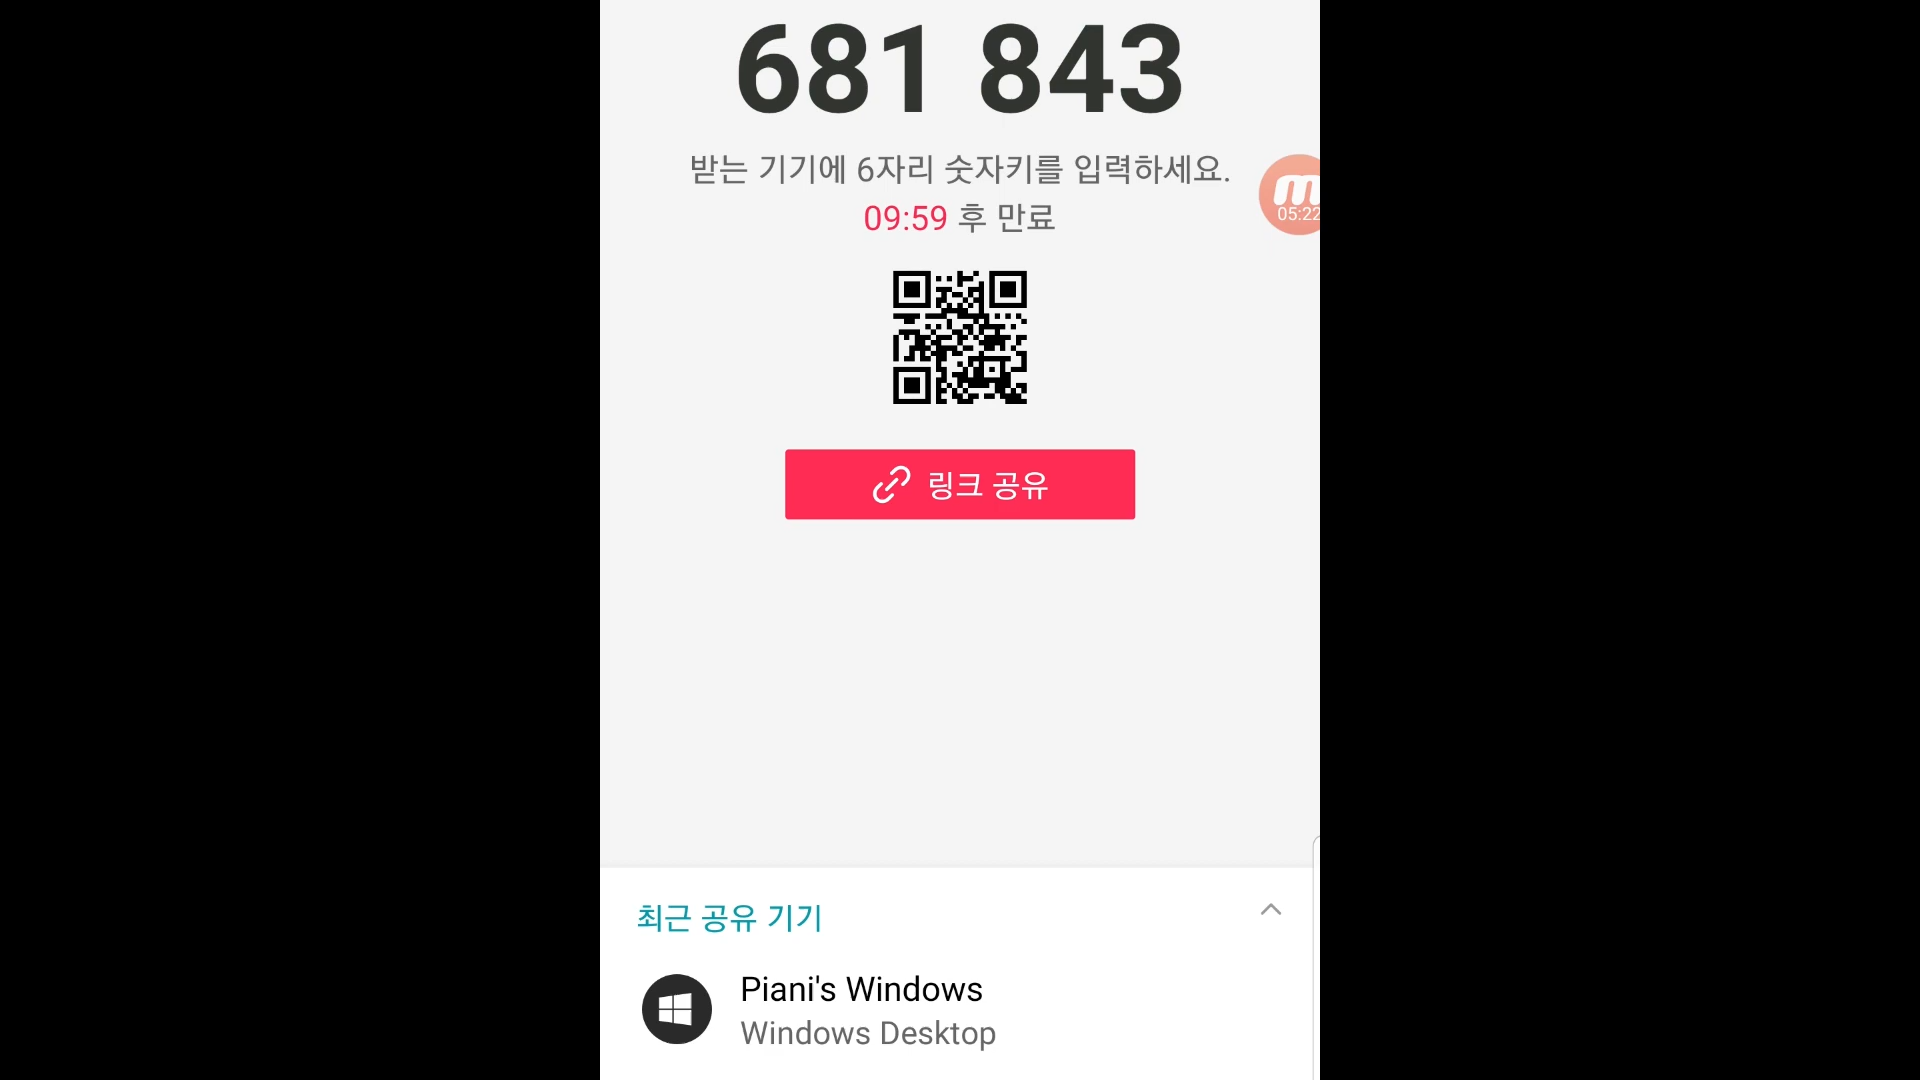 681 843
받는 기기에 6자리 숫자키를 입력하세요.
09:59 후 만료
05:22
링크 공유
최근 공유 기기
Piani's Windows
Windows Desktop